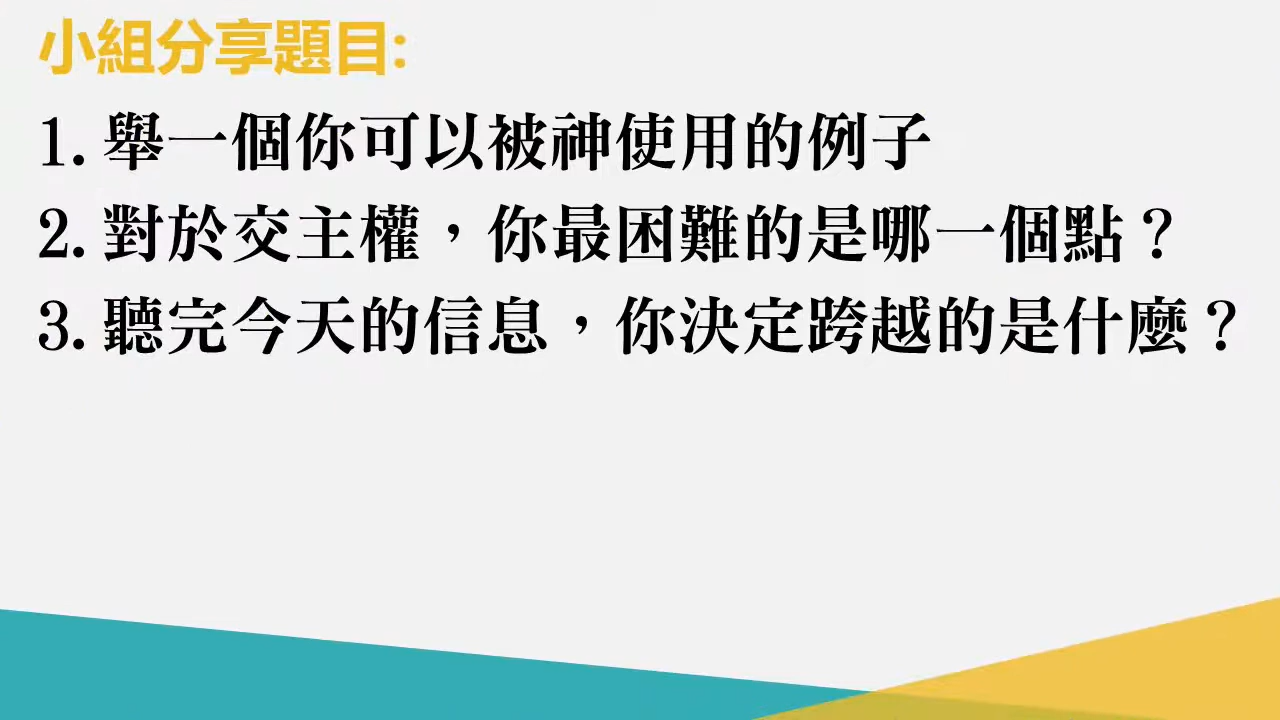 小組分享題目:
1. 舉一個你可以被神使用的例子
2. 對於交主權，你最困難的是哪一個點？
3. 聽完今天的信息，你決定跨越的是什麼？